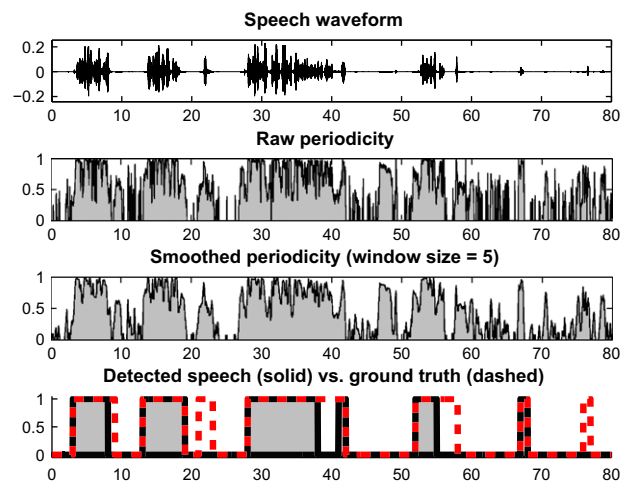 Speech waveform
0.2
0
−0.2
0 10 20 30 40 50 60 70 80
Raw periodicity
1
0.5
0
0 10 20 30 40 50 60 70 80
Smoothed periodicity (window size = 5)
1
0.5
0
0 10 20 30 40 50 60 70 80
Detected speech (solid) vs. ground truth (dashed)
1
0.5
0
0 10 20 30 40 50 60 70 80